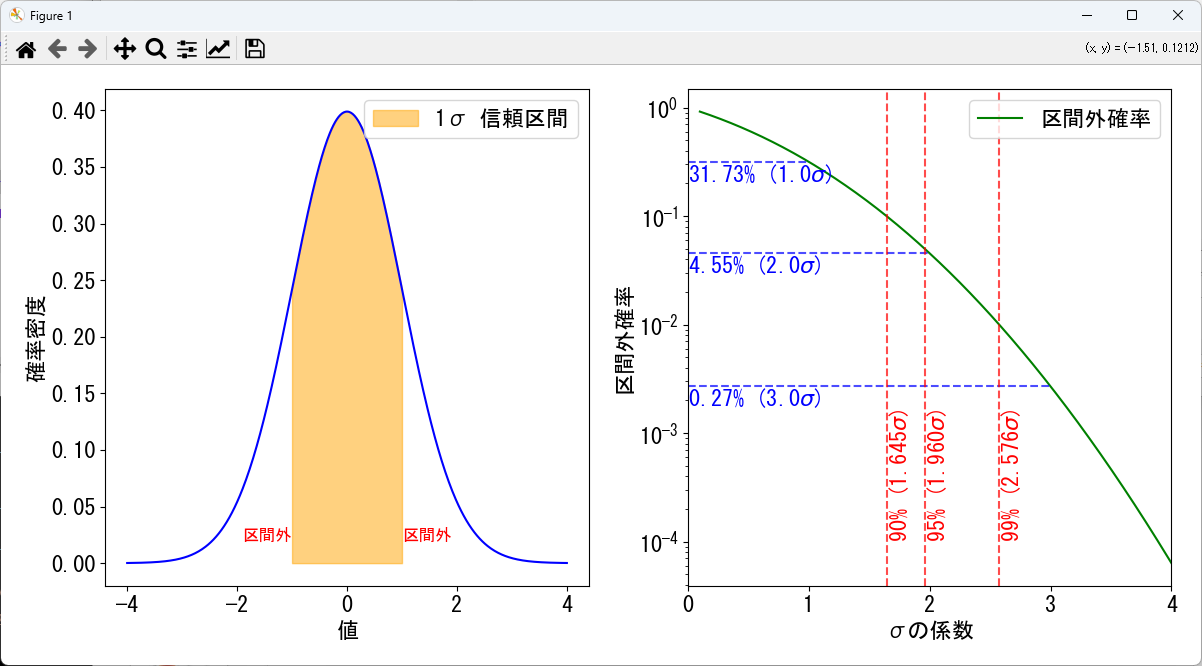 Figure 1
(x, y) = (−1.51, 0.1212)
1σ 信頼区間
0.40
0.35
0.30
0.25
0.20
0.15
0.10
0.05
0.00
確率密度
区間外
区間外
−4
−2
0
2
4
値
区間外確率
10⁰
10⁻¹
10⁻²
10⁻³
10⁻⁴
区間外確率
31.73% (1.0σ)
4.55% (2.0σ)
0.27% (3.0σ)
90% (1.645σ)
95% (1.960σ)
99% (2.576σ)
0
1
2
3
4
σの係数